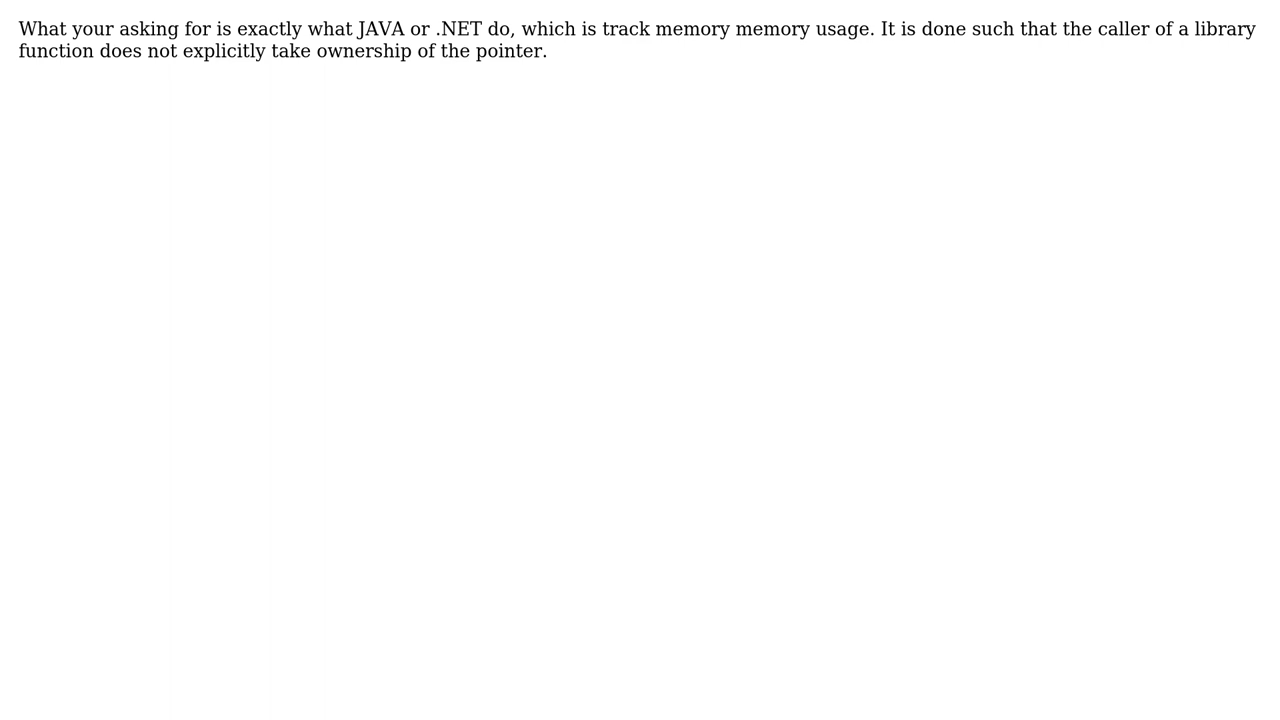 What your asking for is exactly what JAVA or .NET do, which is track memory memory usage. It is done such that the caller of a library
function does not explicitly take ownership of the pointer.